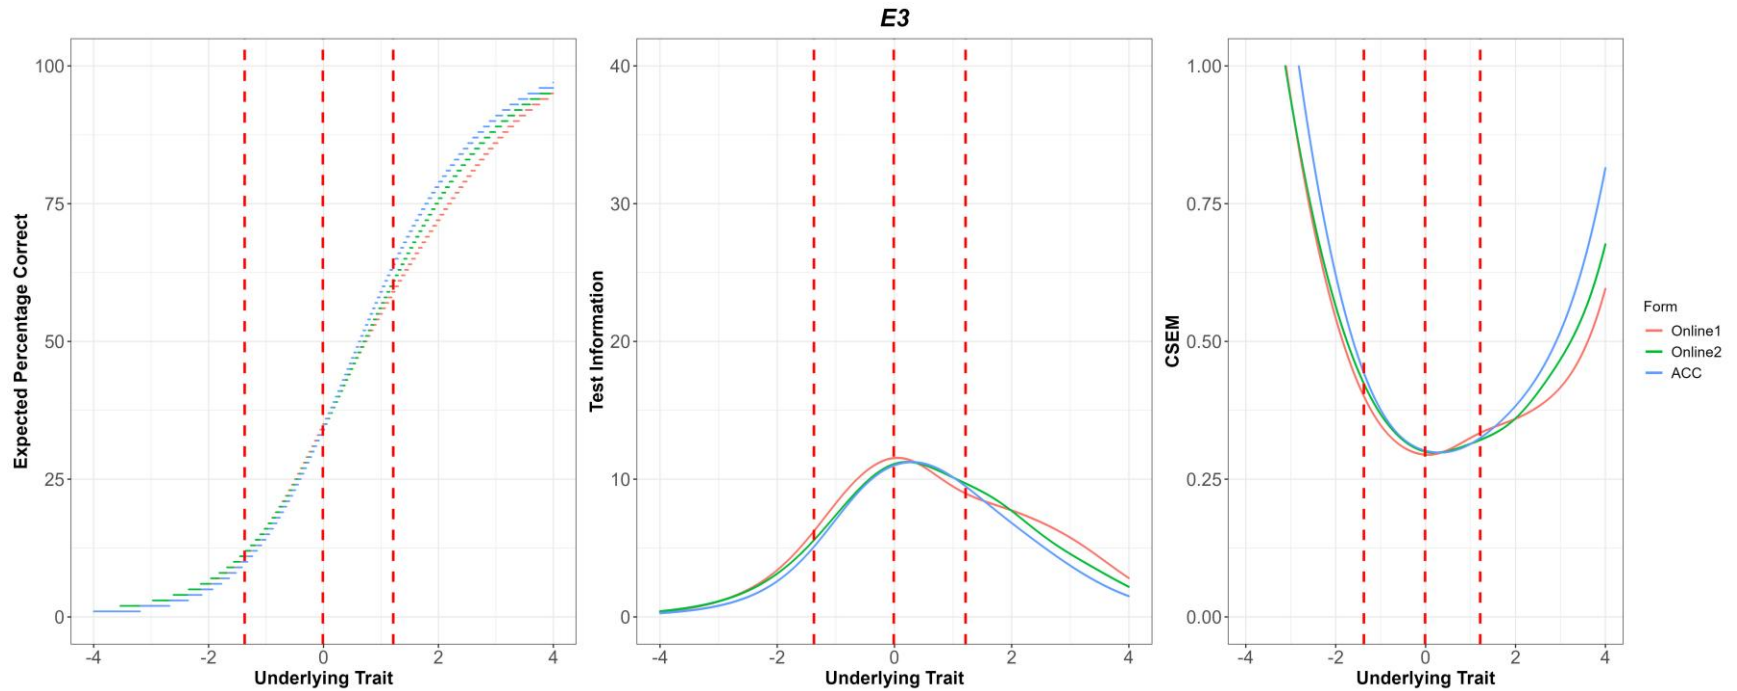 E3
Expected Percentage Correct
100
75
50
25
0
-4 -2 0 2 4
Underlying Trait
Test Information
40
30
20
10
0
-4 -2 0 2 4
Underlying Trait
CSEM
1.00
0.75
0.50
0.25
0.00
-4 -2 0 2 4
Underlying Trait
Form
Online1
Online2
ACC